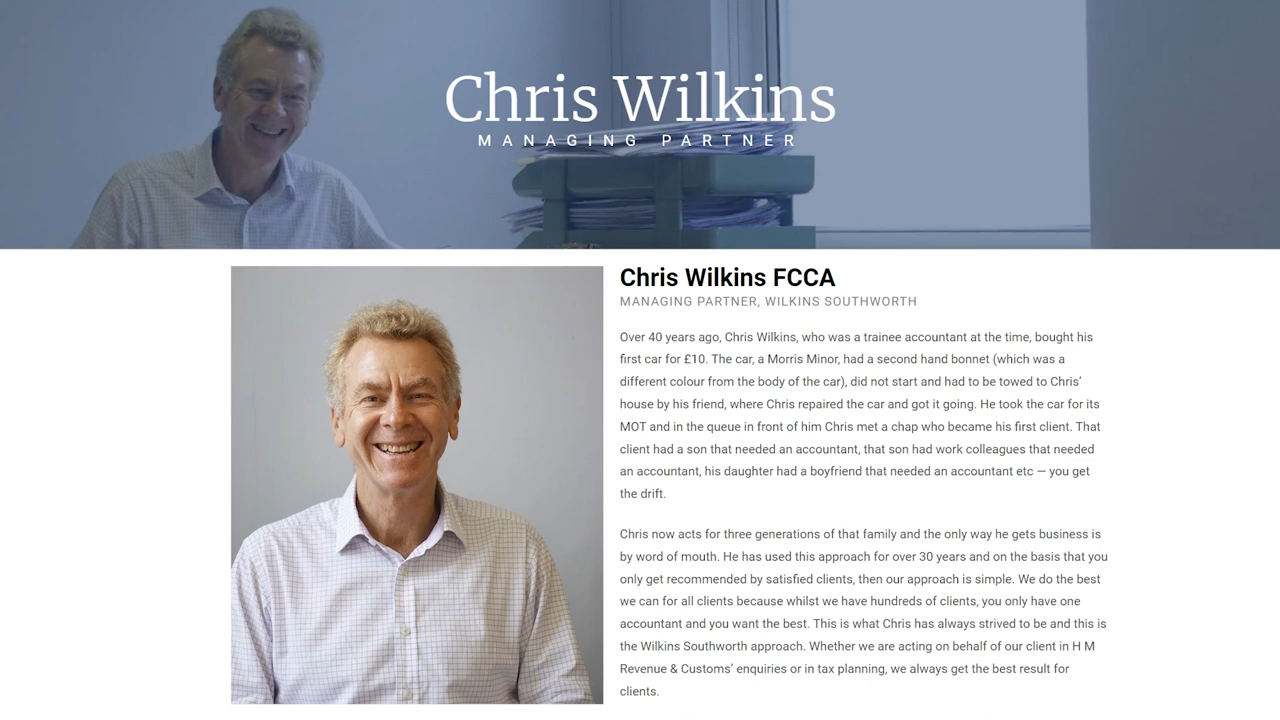 Chris Wilkins
MANAGING PARTNER
Chris Wilkins FCCA
MANAGING PARTNER, WILKINS SOUTHWORTH
Over 40 years ago, Chris Wilkins, who was a trainee accountant at the time, bought his
first car for £10. The car, a Morris Minor, had a second hand bonnet (which was a
different colour from the body of the car), did not start and had to be towed to Chris’
house by his friend, where Chris repaired the car and got it going. He took the car for its
MOT and in the queue in front of him Chris met a chap who became his first client. That
client had a son that needed an accountant, that son had work colleagues that needed
an accountant, his daughter had a boyfriend that needed an accountant etc — you get
the drift.
Chris now acts for three generations of that family and the only way he gets business is
by word of mouth. He has used this approach for over 30 years and on the basis that you
only get recommended by satisfied clients, then our approach is simple. We do the best
we can for all clients because whilst we have hundreds of clients, you only have one
accountant and you want the best. This is what Chris has always strived to be and this is
the Wilkins Southworth approach. Whether we are acting on behalf of our client in H M
Revenue & Customs’ enquiries or in tax planning, we always get the best result for
clients.